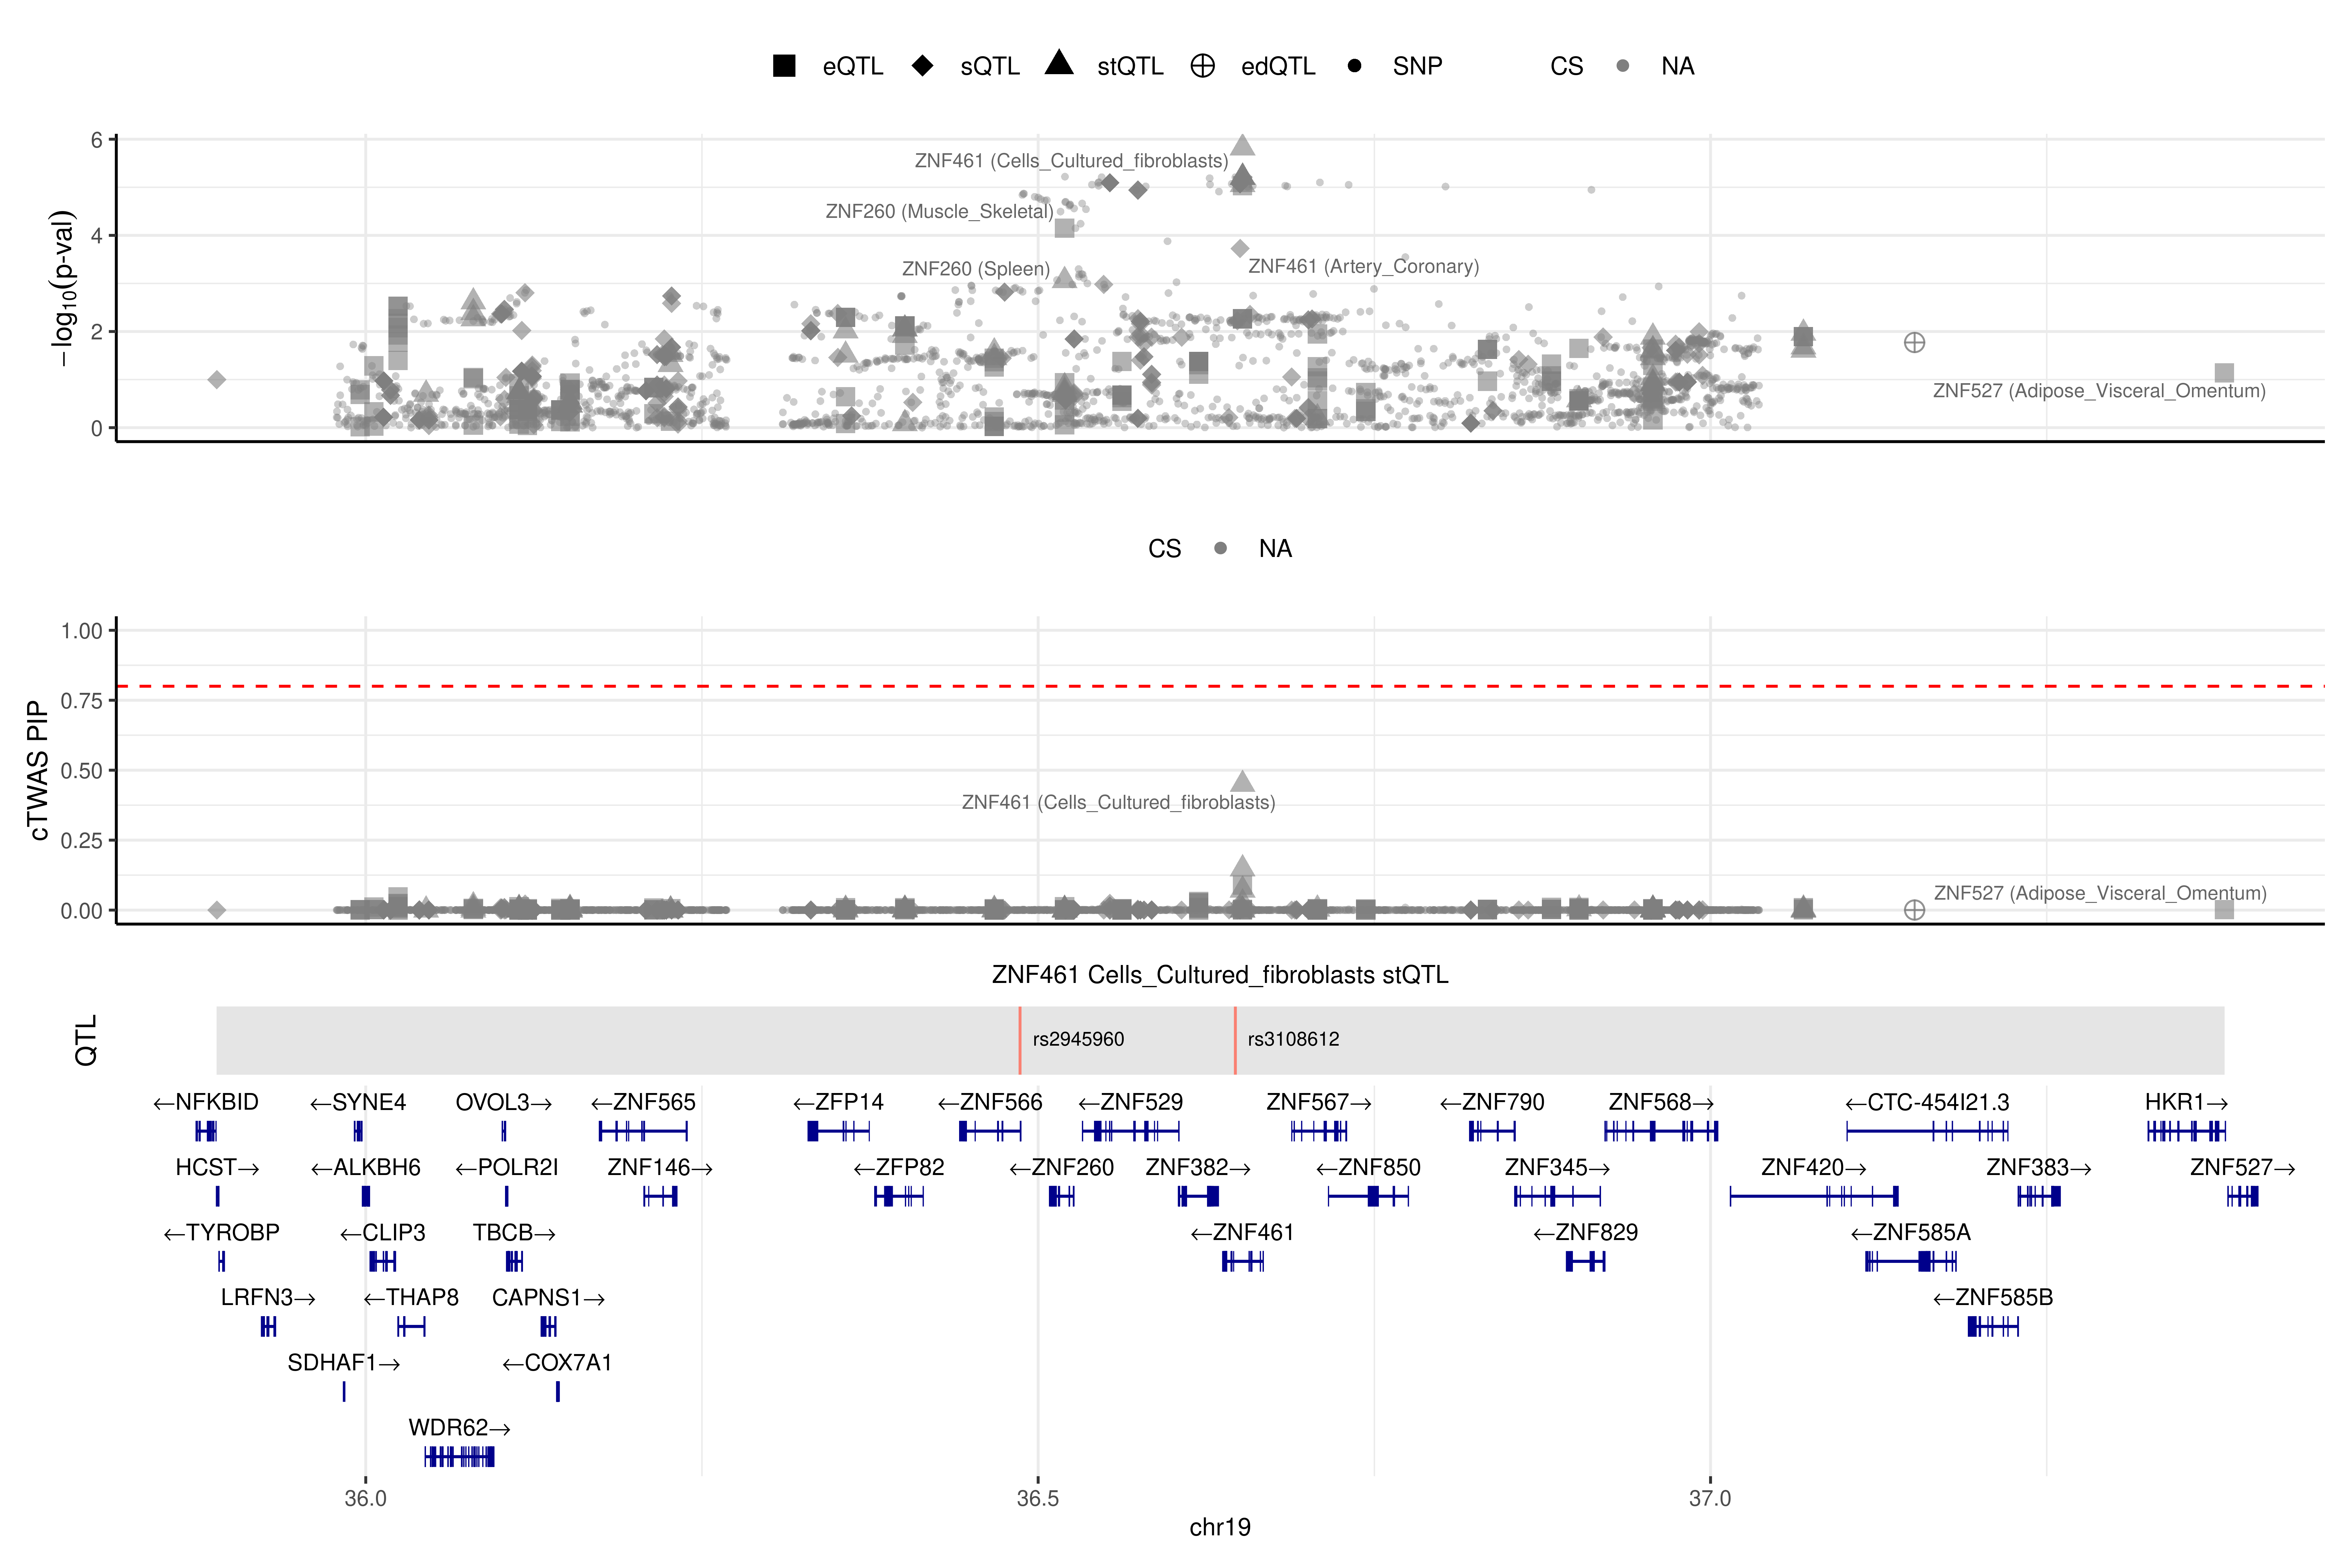 eQTL sQTL stQTL edQTL SNP CS NA
6
4
2
0
−log10(p-val)
ZNF461 (Cells_Cultured_fibroblasts)
ZNF260 (Muscle_Skeletal)
ZNF260 (Spleen)
ZNF461 (Artery_Coronary)
ZNF527 (Adipose_Visceral_Omentum)
CS NA
1.00
0.75
0.50
0.25
0.00
cTWAS PIP
ZNF461 (Cells_Cultured_fibroblasts)
ZNF527 (Adipose_Visceral_Omentum)
ZNF461 Cells_Cultured_fibroblasts stQTL
QTL
rs2945960 rs3108612
←NFKBID ←SYNE4 OVOL3→ ←ZNF565 ←ZFP14 ←ZNF566 ←ZNF529 ZNF567→ ←ZNF790 ZNF568→ ←CTC-454I21.3 HKR1→
HCST→ ←ALKBH6 ←POLR2I ZNF146→ ←ZFP82 ←ZNF260 ZNF382→ ←ZNF850 ZNF345→ ZNF420→ ZNF383→ ZNF527→
←TYROBP ←CLIP3 TBCB→ ←ZNF461 ←ZNF829 ←ZNF585A
LRFN3→ ←THAP8 CAPNS1→ ←ZNF585B
SDHAF1→ ←COX7A1
WDR62→
36.0 36.5 37.0
chr19